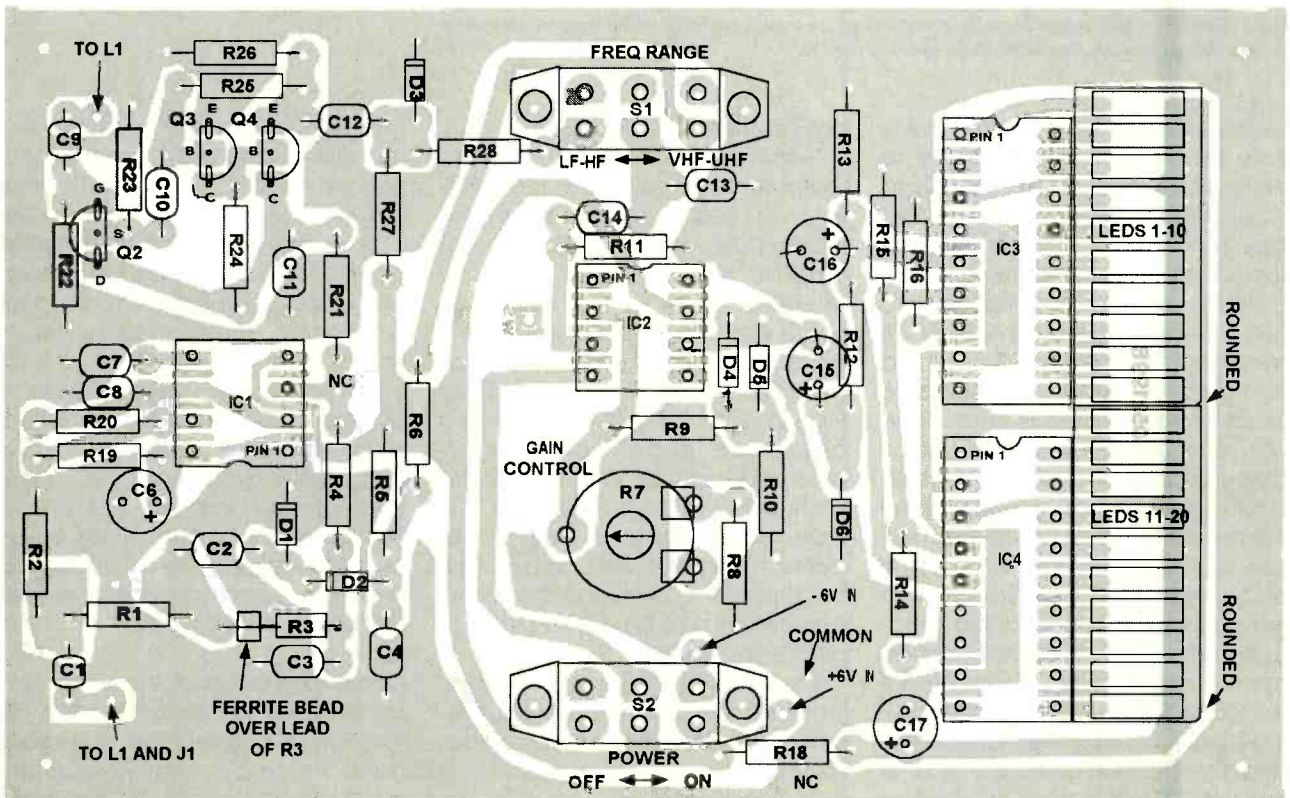 TO L1
R26
R25
D3
FREQ RANGE
S1
LF-HF
VHF-UHF
C9
R23
C10
Q3
E
B
C
Q4
E
B
C
C12
R28
R27
C13
R13
G
S
D
Q2
R22
R24
C11
R21
C14
R11
PIN 1
IC2
C16
R15
R16
PIN 1
IC3
LEDS 1-10
ROUNDED
C7
C8
R20
R19
IC1
PIN 1
NC
R6
D4
D5
C15
R12
C6
R4
R5
R9
GAIN
CONTROL
R7
R10
R8
D6
PIN 1
IC4
LEDS 11-20
ROUNDED
R2
C2
D1
D2
R14
R1
R3
C3
C4
C1
- 6V IN
COMMON
+6V IN
FERRITE BEAD
OVER LEAD
OF R3
TO L1 AND J1
S2
POWER
OFF
ON
R18
NC
C17